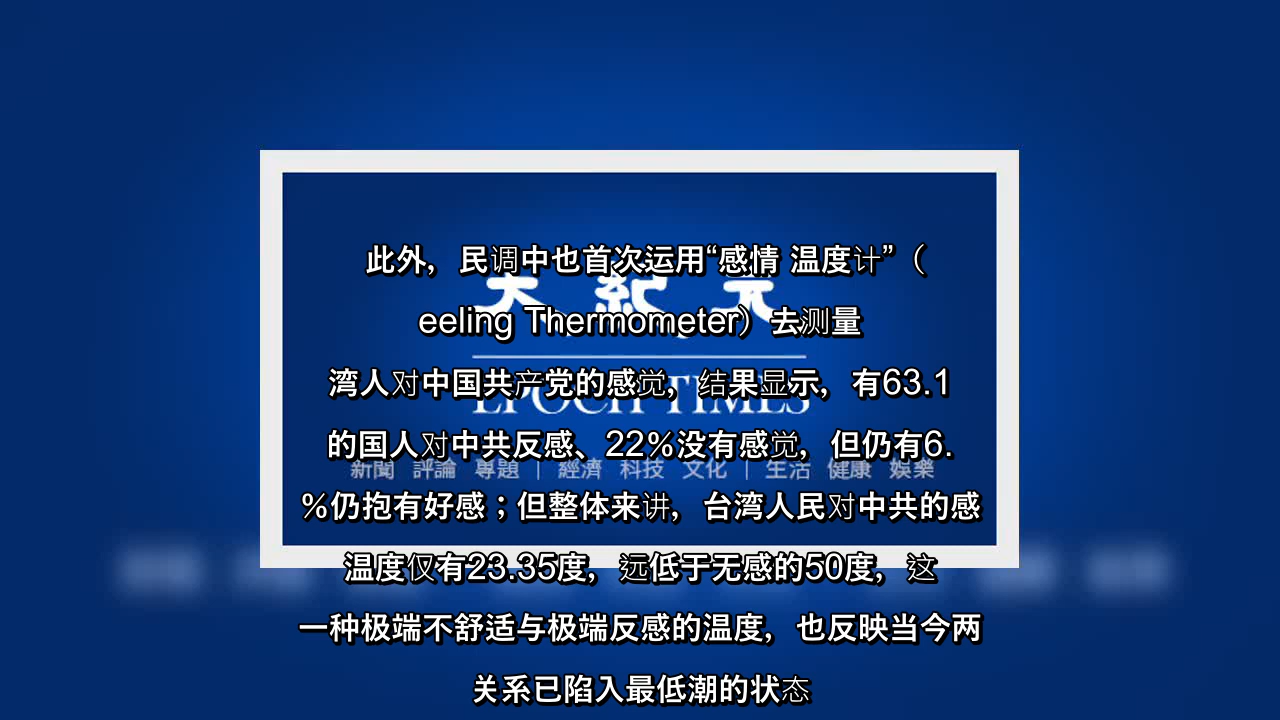 此外，民调中也首次运用“感情 温度计”（
大紀元
eeling Thermometer）去测量
湾人对中国共产党的感觉，结果显示，有63.1
EPOCH TIMES
的国人对中共反感、22%没有感觉，但仍有6.
新聞 評論 專題 | 經濟 科技 文化 | 生活 健康 娛樂
%仍抱有好感；但整体来讲，台湾人民对中共的感
温度仅有23.35度，远低于无感的50度，这
一种极端不舒适与极端反感的温度，也反映当今两
关系已陷入最低潮的状态